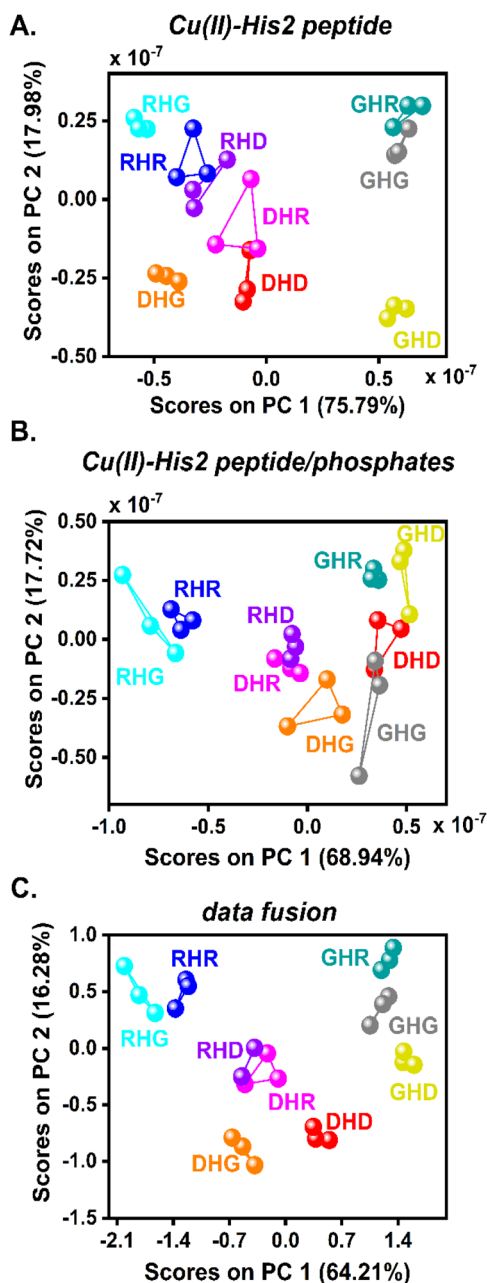 A.
Cu(II)-His2 peptide
x 10⁻⁷
RHG
GHR
RHD
RHR
GHG
DHR
DHG
DHD
GHD
0.25
0.00
-0.25
-0.50
Scores on PC 2 (17.98%)
-0.5 0.0 0.5 x 10⁻⁷
Scores on PC 1 (75.79%)
B.
Cu(II)-His2 peptide/phosphates
x 10⁻⁷
GHD
GHR
RHR
RHD
RHG
DHR
DHD
DHG
GHG
0.50
0.25
0.00
-0.25
-0.50
Scores on PC 2 (17.72%)
-1.0 -0.5 0.0 0.5 x 10⁻⁷
Scores on PC 1 (68.94%)
C.
data fusion
RHR
GHR
RHG
GHG
RHD
GHD
DHR
DHD
DHG
1.0
0.5
0.0
-0.5
-1.0
-1.5
Scores on PC 2 (16.28%)
-2.1 -1.4 -0.7 0.0 0.7 1.4
Scores on PC 1 (64.21%)